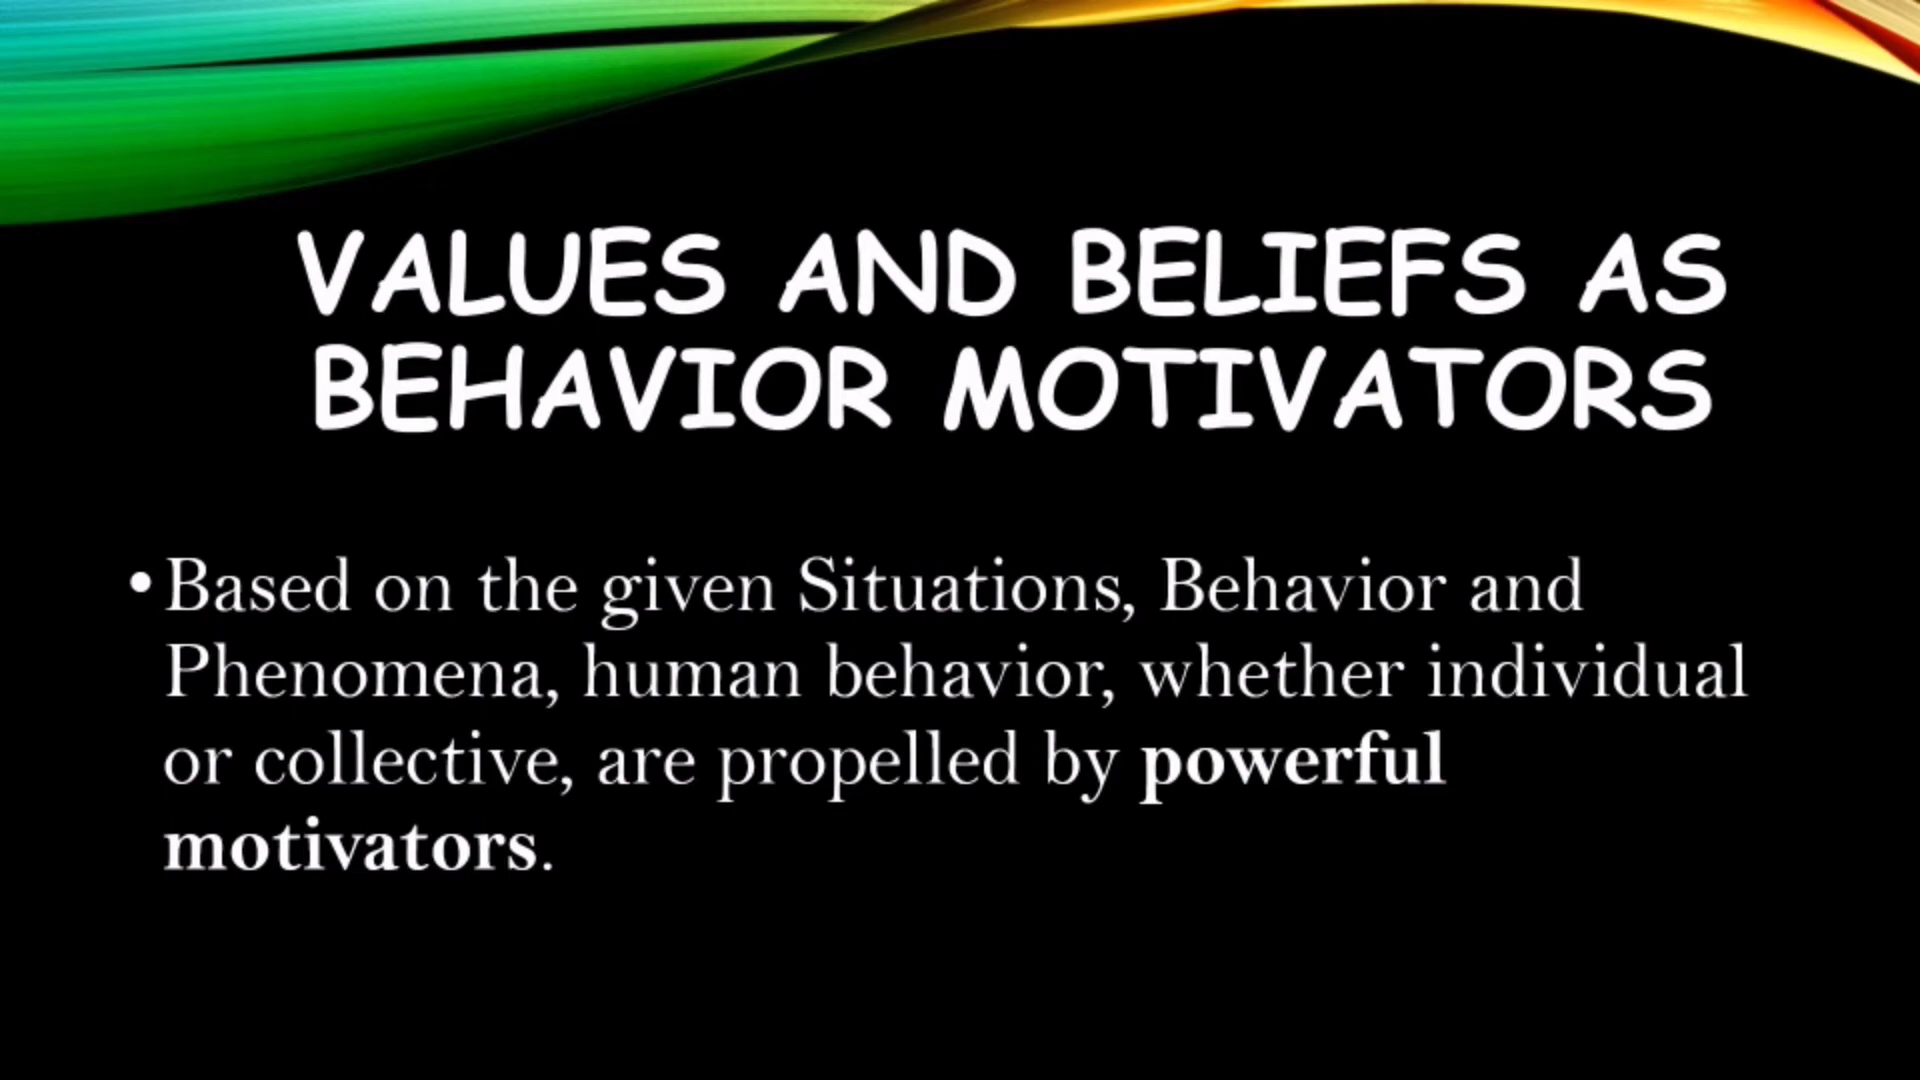 VALUES AND BELIEFS AS
BEHAVIOR MOTIVATORS
•Based on the given Situations, Behavior and
Phenomena, human behavior, whether individual
or collective, are propelled by powerful
motivators.